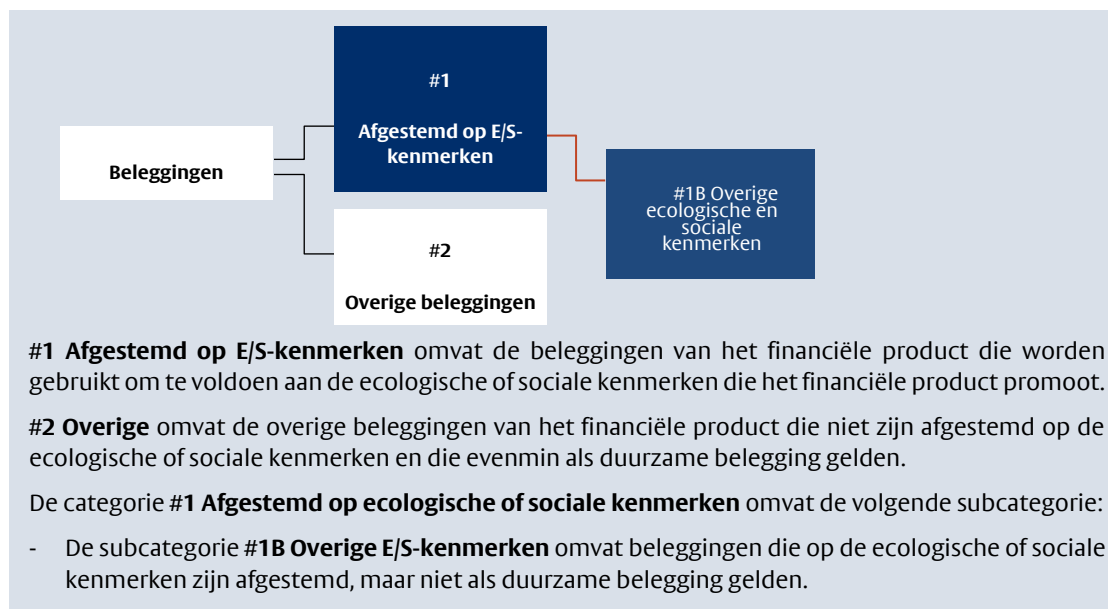 #1
Afgestemd op E/S-
kenmerken
Beleggingen
#1B Overige
ecologische en
sociale
kenmerken
#2
Overige beleggingen
#1 Afgestemd op E/S-kenmerken omvat de beleggingen van het financiële product die worden
gebruikt om te voldoen aan de ecologische of sociale kenmerken die het financiële product promoot.
#2 Overige omvat de overige beleggingen van het financiële product die niet zijn afgestemd op de
ecologische of sociale kenmerken en die evenmin als duurzame belegging gelden.
De categorie #1 Afgestemd op ecologische of sociale kenmerken omvat de volgende subcategorie:
- De subcategorie #1B Overige E/S-kenmerken omvat beleggingen die op de ecologische of sociale
kenmerken zijn afgestemd, maar niet als duurzame belegging gelden.